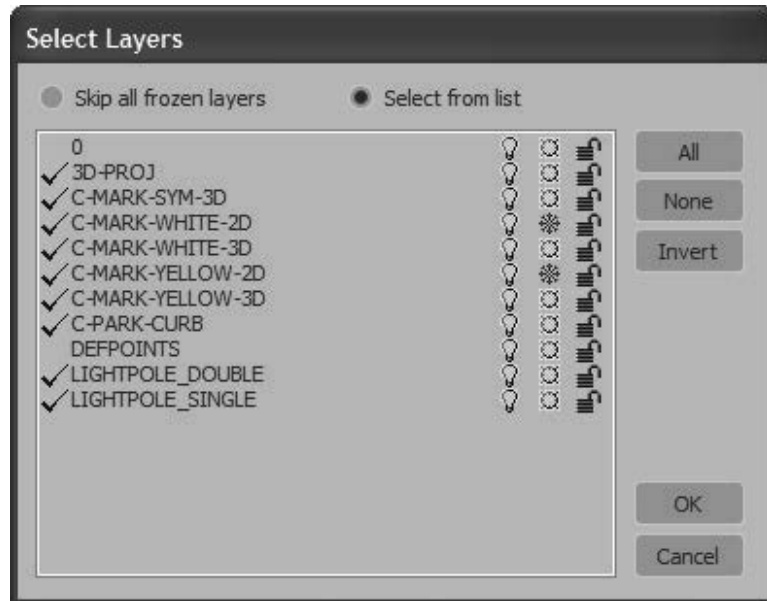 Select Layers
Skip all frozen layers Select from list
0
3D-PROJ
C-MARK-SYM-3D
C-MARK-WHITE-2D
C-MARK-WHITE-3D
C-MARK-YELLOW-2D
C-MARK-YELLOW-3D
C-PARK-CURB
DEFPOINTS
LIGHTPOLE_DOUBLE
LIGHTPOLE_SINGLE
All
None
Invert
OK
Cancel